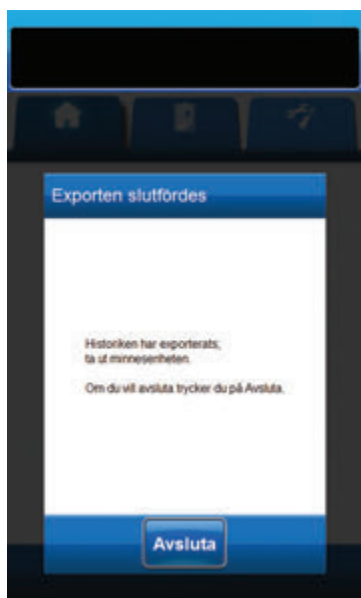 Exporten slutfördes
Historiken har exporterats;
ta ut minnesenheten.
Om du vill avsluta trycker du på Avsluta.
Avsluta